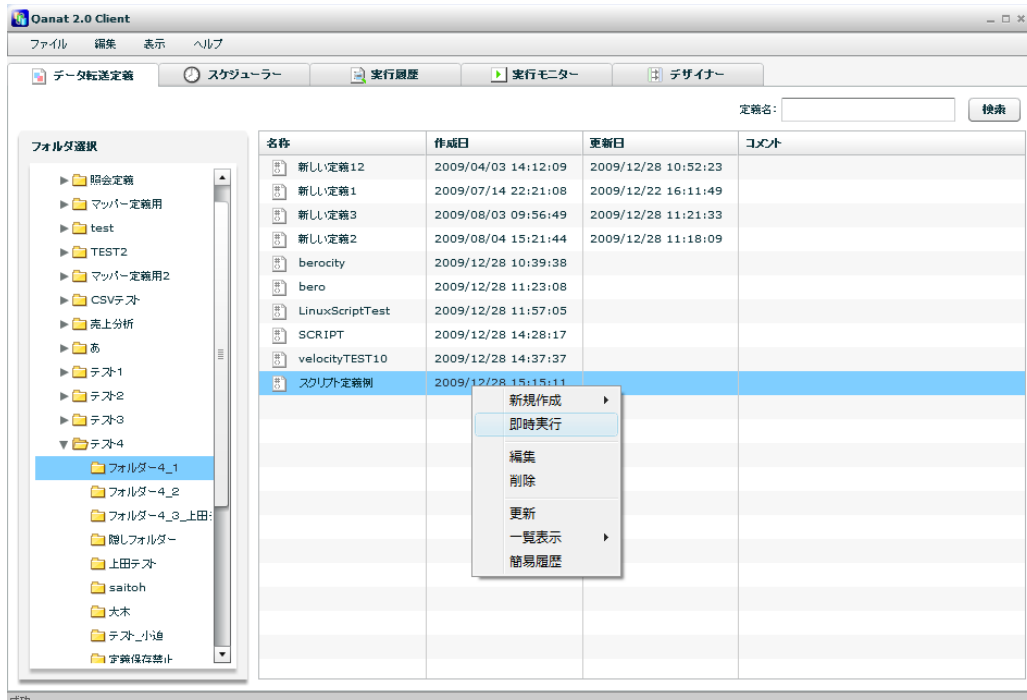 Qanat 2.0 Client
ファイル 編集 表示 ヘルプ
データ転送定義 スケジューラー 実行履歴 実行モニター デザイナー
定義名: 検索
フォルダ選択
照会定義
マッパー定義用
test
TEST2
マッパー定義用2
CSVテスト
売上分析
あ
テスト1
テスト2
テスト3
テスト4
フォルダー4_1
フォルダー4_2
フォルダー4_3_上田
隠しフォルダー
上田テスト
saitoh
大木
テスト_小迫
定義保存禁止
名称 作成日 更新日 コメント
新しい定義12 2009/04/03 14:12:09 2009/12/28 10:52:23
新しい定義1 2009/07/14 22:21:08 2009/12/22 16:11:49
新しい定義3 2009/08/03 09:56:49 2009/12/28 11:21:33
新しい定義2 2009/08/04 15:21:44 2009/12/28 11:18:09
berocity 2009/12/28 10:39:38
bero 2009/12/28 11:23:08
LinuxScriptTest 2009/12/28 11:57:05
SCRIPT 2009/12/28 14:28:17
velocityTEST10 2009/12/28 14:37:37
スクリプト定義例 2009/12/28 15:15:11
新規作成
即時実行
編集
削除
更新
一覧表示
簡易履歴